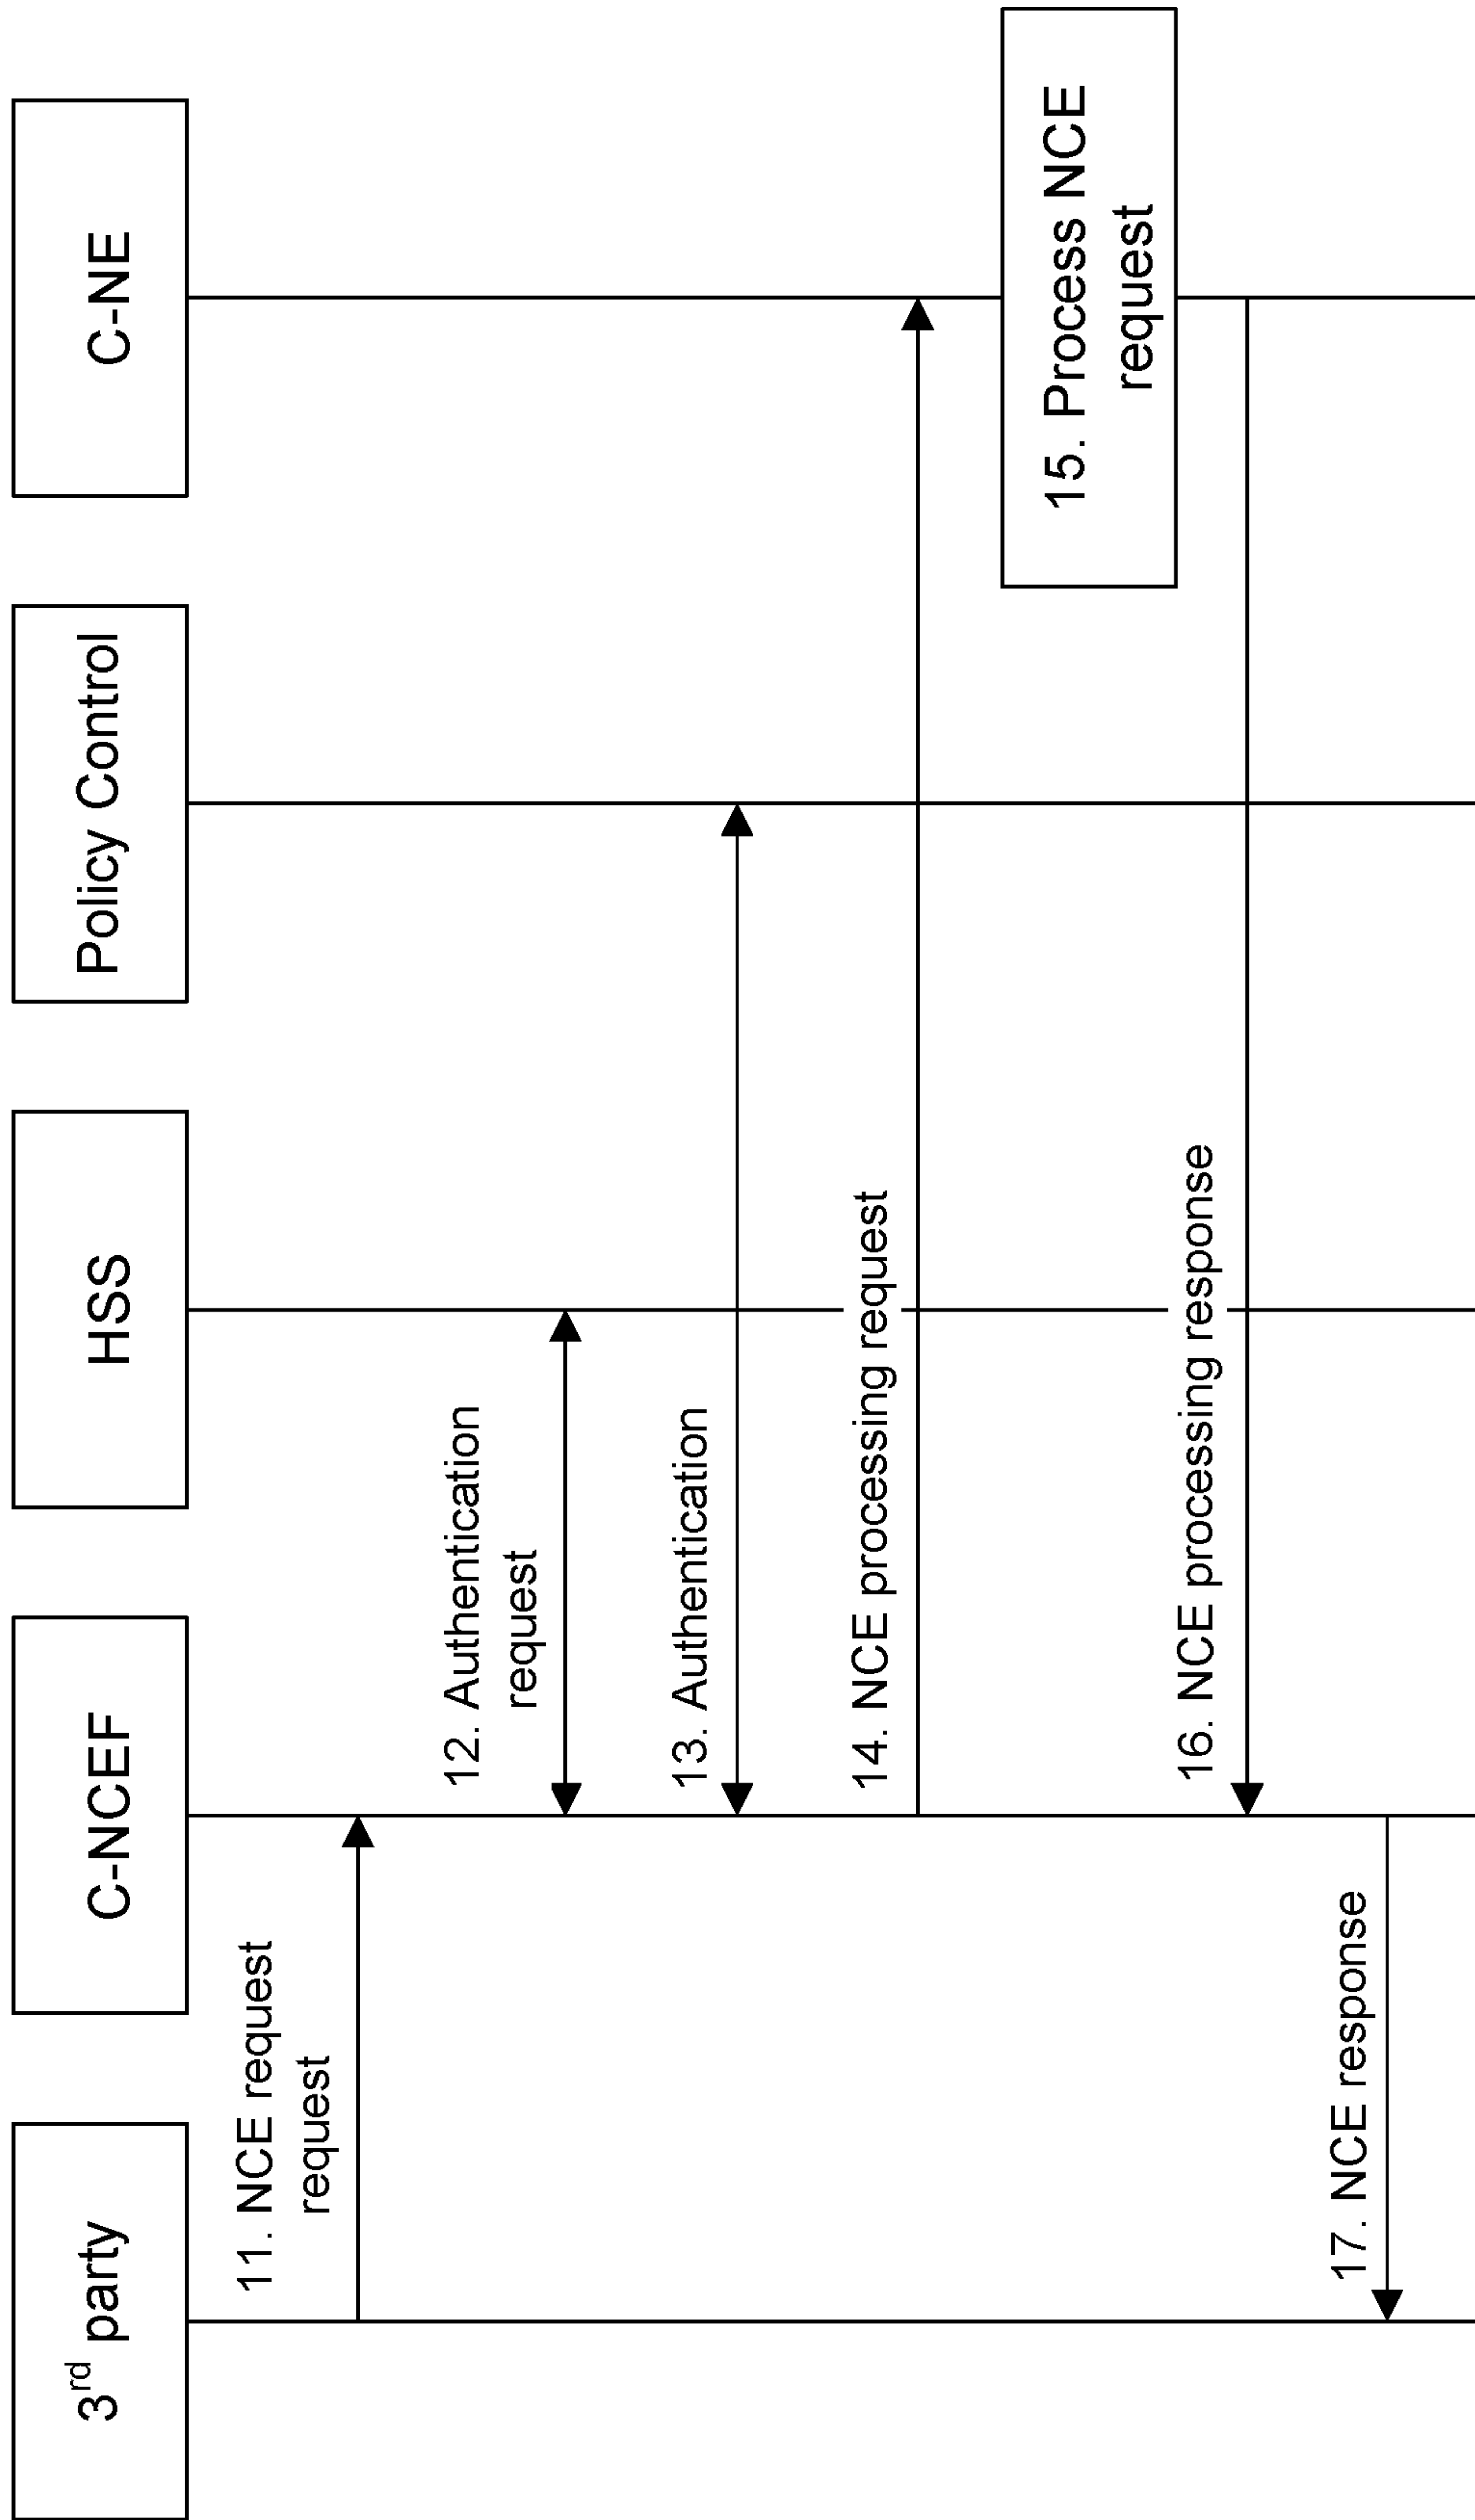 3rd party
C-NCEF
HSS
Policy Control
C-NE
11. NCE request
request
12. Authentication
request
13. Authentication
14. NCE processing request
15. Process NCE
request
16. NCE processing response
17. NCE response